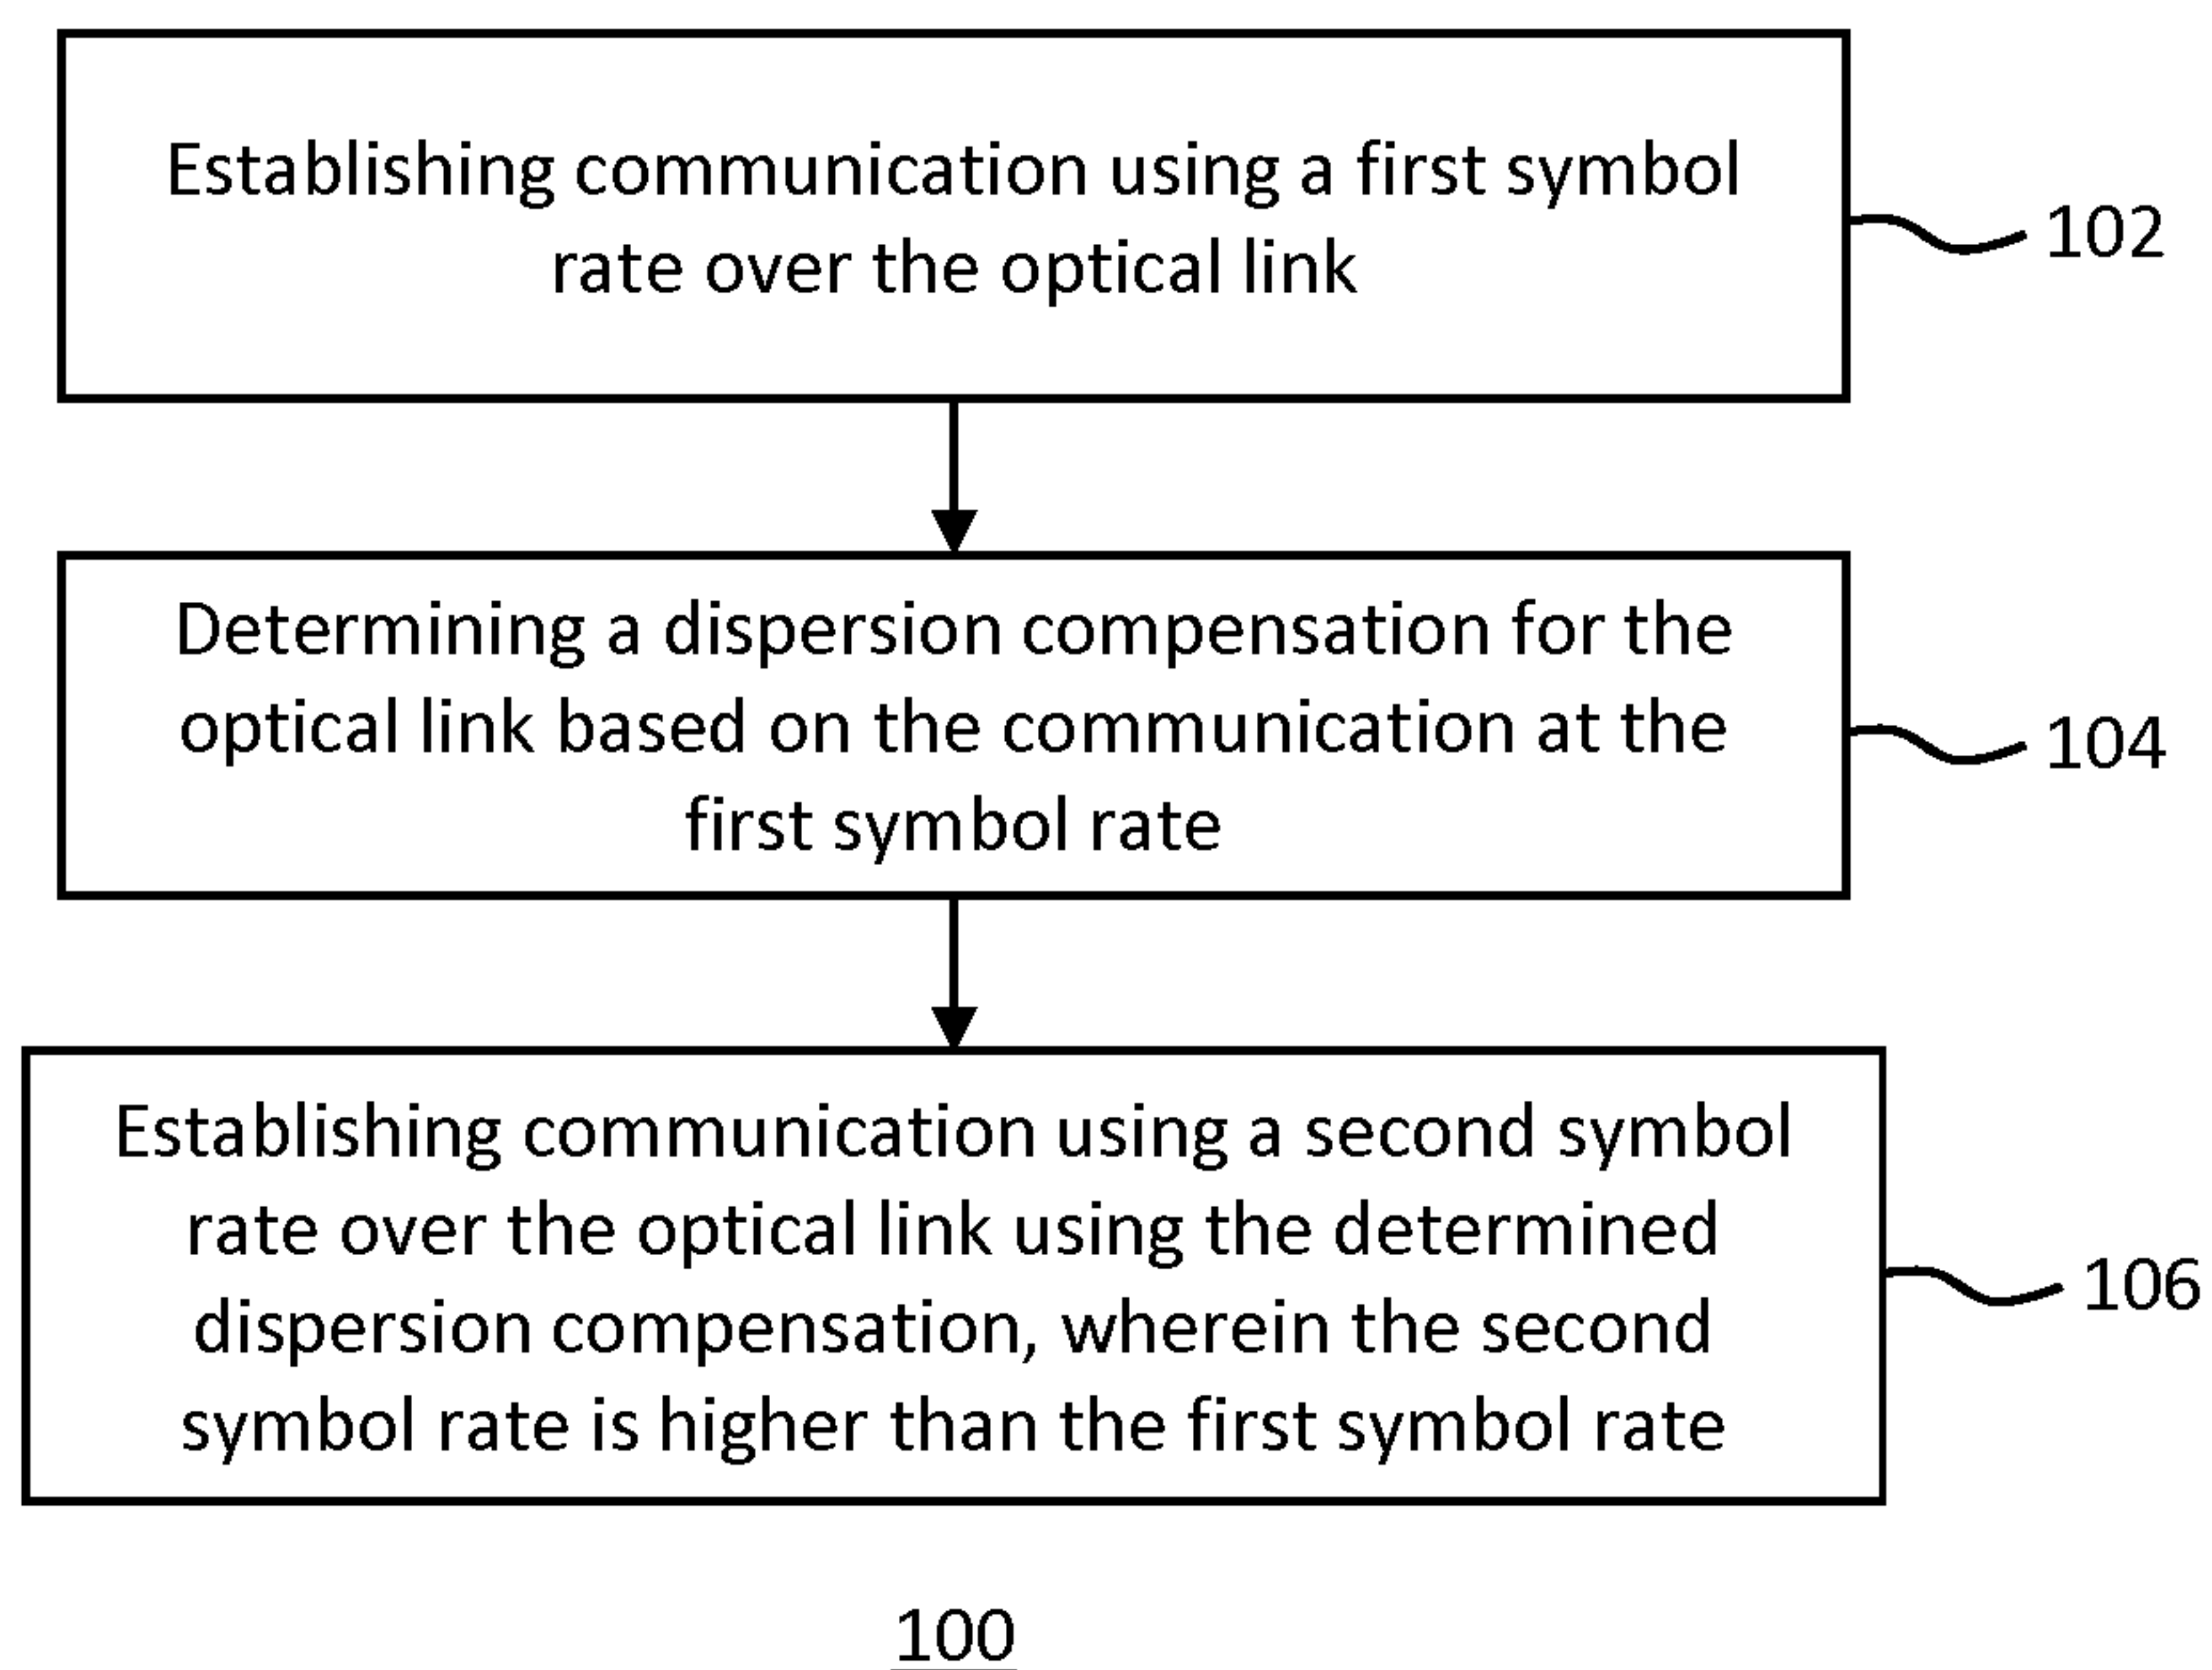 Establishing communication using a first symbol
rate over the optical link
102
Determining a dispersion compensation for the
optical link based on the communication at the
first symbol rate
104
Establishing communication using a second symbol
rate over the optical link using the determined
dispersion compensation, wherein the second
symbol rate is higher than the first symbol rate
106
100